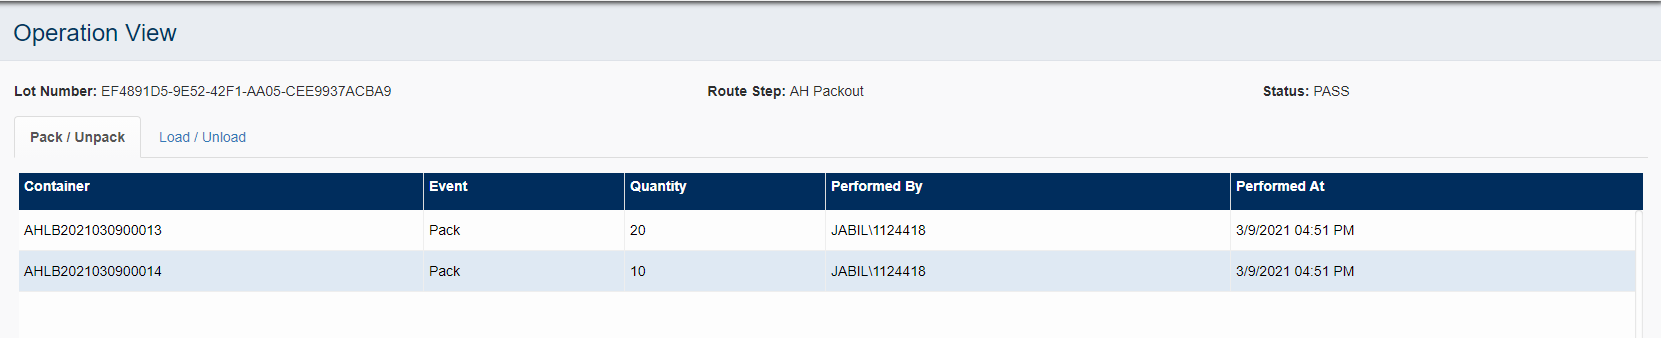 Operation View
Lot Number: EF4891D5-9E52-42F1-AA05-CEE9937ACBA9 Route Step: AH Packout Status: PASS
Pack / Unpack Load / Unload
Container Event Quantity Performed By Performed At
AHLB2021030900013 Pack 20 JABIL\1124418 3/9/2021 04:51 PM
AHLB2021030900014 Pack 10 JABIL\1124418 3/9/2021 04:51 PM